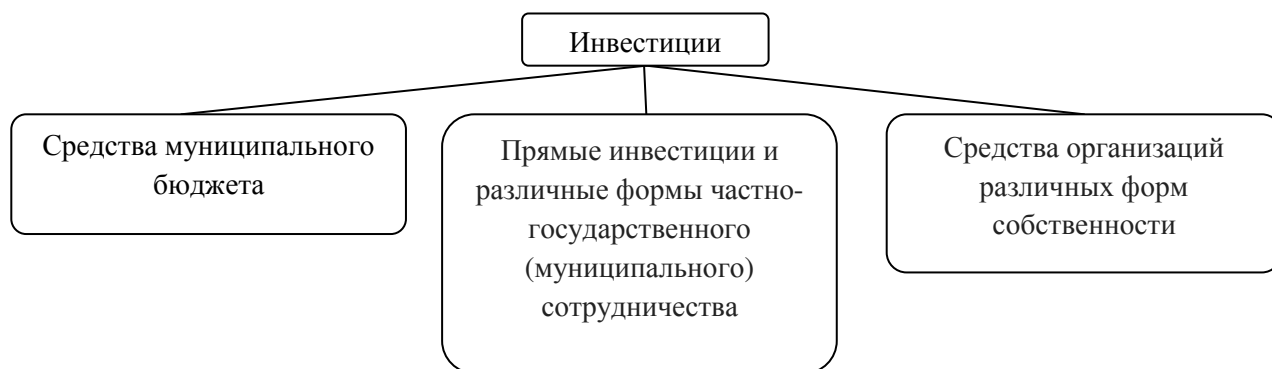 Инвестиции
Средства муниципального
бюджета
Прямые инвестиции и
различные формы частно-
государственного
(муниципального)
сотрудничества
Средства организаций
различных форм
собственности